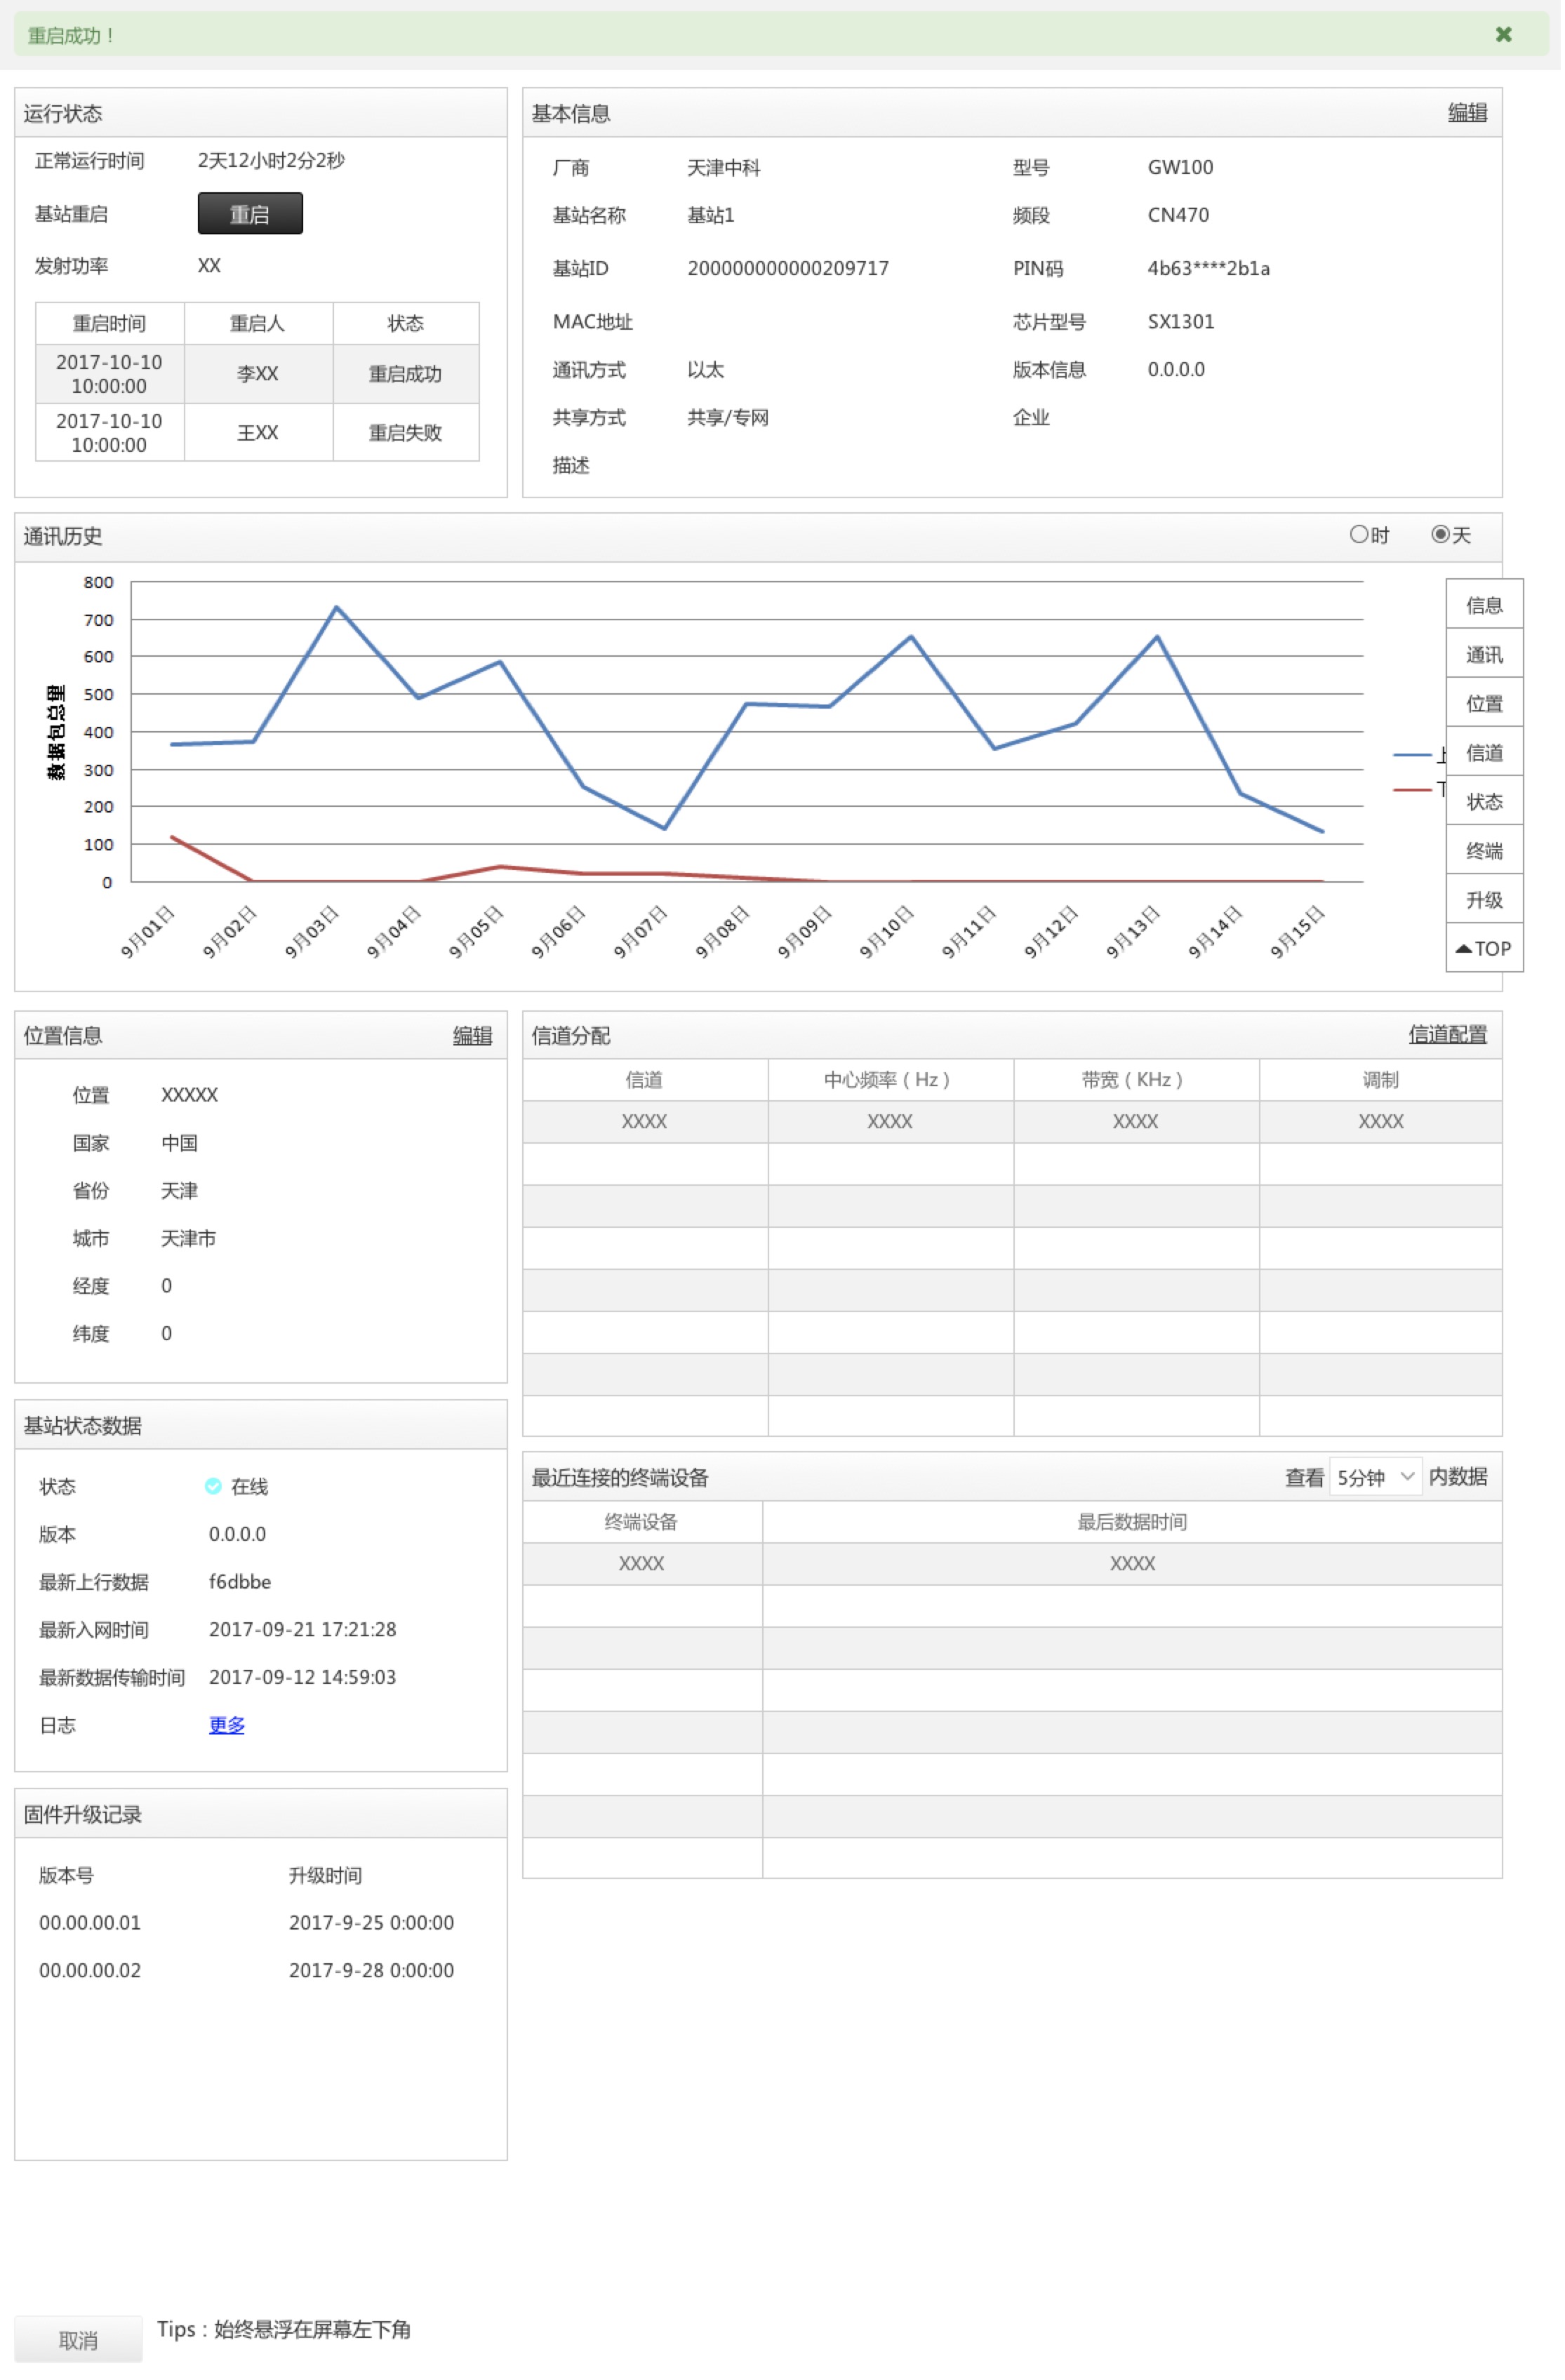 重启成功！
运行状态
正常运行时间 2天12小时2分2秒
基站重启 重启
发射功率 XX
重启时间 重启人 状态
2017-10-10 10:00:00 李XX 重启成功
2017-10-10 10:00:00 王XX 重启失败
基本信息 编辑
厂商 天津中科 型号 GW100
基站名称 基站1 频段 CN470
基站ID 200000000000209717 PIN码 4b63****2b1a
MAC地址 芯片型号 SX1301
通讯方式 以太 版本信息 0.0.0.0
共享方式 共享/专网 企业
描述
通讯历史 时 天
数据包总量
800
700
600
500
400
300
200
100
0
9月01日 9月02日 9月03日 9月04日 9月05日 9月06日 9月07日 9月08日 9月09日 9月10日 9月11日 9月12日 9月13日 9月14日 9月15日
信息
通讯
位置
信道
状态
终端
升级
TOP
位置信息 编辑
位置 XXXXX
国家 中国
省份 天津
城市 天津市
经度 0
纬度 0
信道分配 信道配置
信道 中心频率（Hz） 带宽（KHz） 调制
XXXX XXXX XXXX XXXX
基站状态数据
状态 在线
版本 0.0.0.0
最新上行数据 f6dbbe
最新入网时间 2017-09-21 17:21:28
最新数据传输时间 2017-09-12 14:59:03
日志 更多
最近连接的终端设备 查看 5分钟 内数据
终端设备 最后数据时间
XXXX XXXX
固件升级记录
版本号 升级时间
00.00.00.01 2017-9-25 0:00:00
00.00.00.02 2017-9-28 0:00:00
取消 Tips：始终悬浮在屏幕左下角